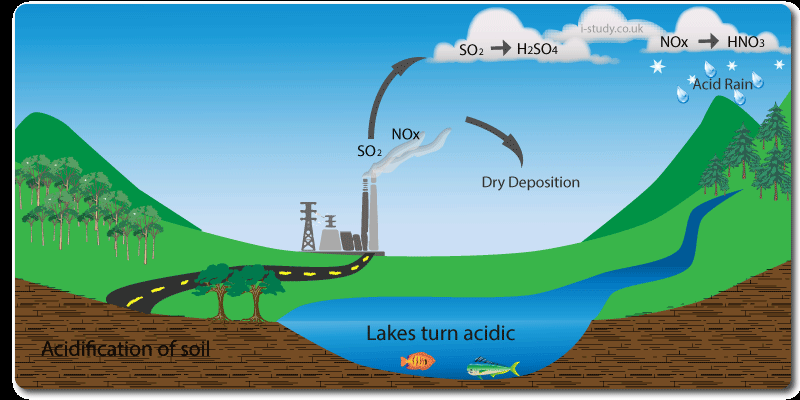 i-study.co.uk
SO₂ → H₂SO₄
NOx → HNO₃
Acid Rain
NOx
SO₂
Dry Deposition
Lakes turn acidic
Acidification of soil